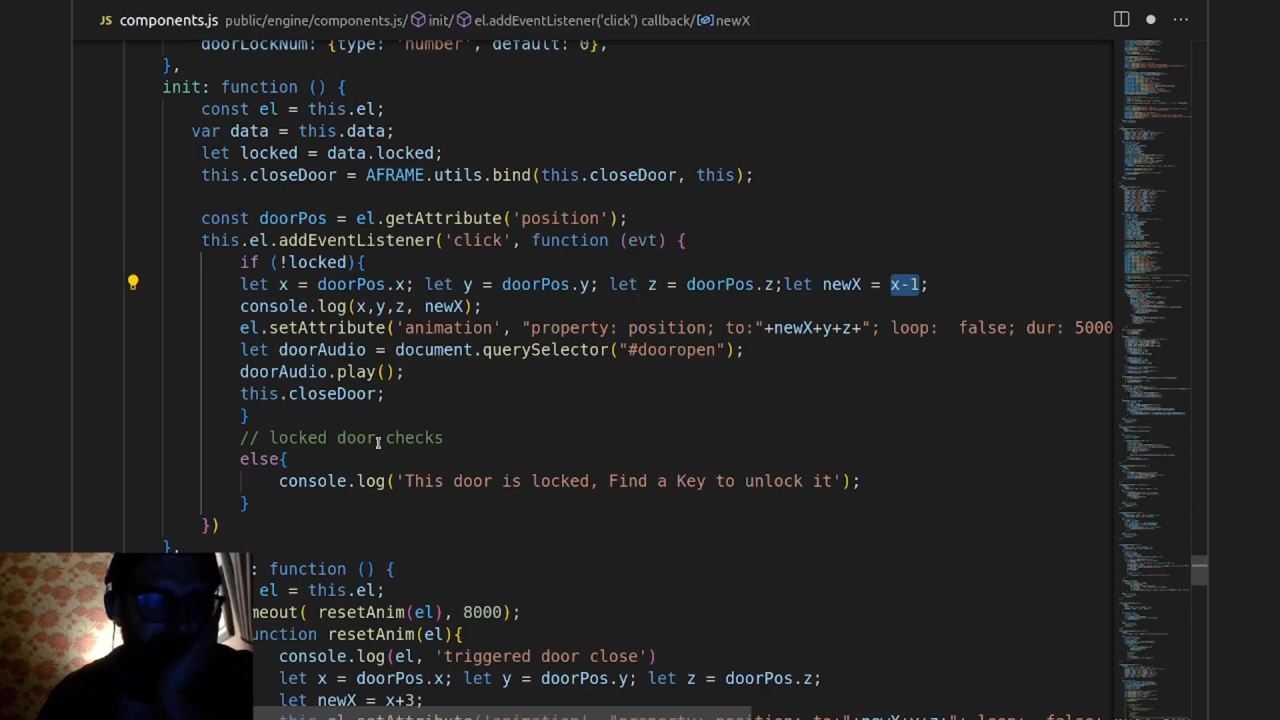 JS components.js public/engine/components.js/ init/ el.addEventListener('click') callback/ newX
doorLockNum: {type: 'number', default: 0},
},
init: function () {
const el = this.el;
var data = this.data;
let locked = data.locked;
this.closeDoor = AFRAME.utils.bind(this.closeDoor, this);
const doorPos = el.getAttribute('position');
this.el.addEventListener('click', function (evt) {
if (!locked){
let x = doorPos.x; let y = doorPos.y; let z = doorPos.z;let newX = x-1;
console.log(x,y,z, newX);
el.setAttribute('animation', "property: position; to:"+newX+y+z+"; loop:  false; dur: 5000
let doorAudio = document.querySelector("#dooropen");
doorAudio.play();
this.closeDoor;
}
// locked door checks
else{
console.log('This door is locked, Find a Key to unlock it');
}
})
},
: function () {
el = this.el;
meout( resetAnim(el), 8000);
unction resetAnim(el){
console.log(el, 'triggered door close')
let x = doorPos.x; let y = doorPos.y; let z = doorPos.z;
let newX = x+3;